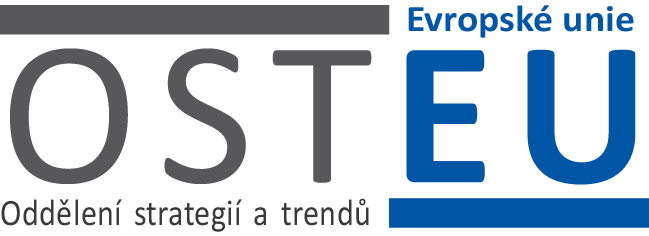 Evropské unie
OSTEU
Oddělení strategií a trendů